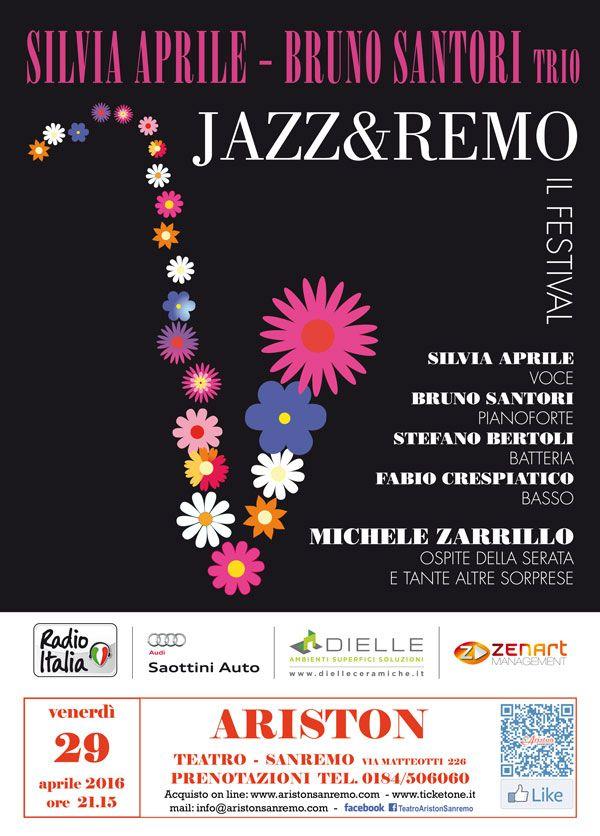 SILVIA APRILE - BRUNO SANTORI TRIO
JAZZ&REMO
IL FESTIVAL
SILVIA APRILE
VOCE
BRUNO SANTORI
PIANOFORTE
STEFANO BERTOLI
BATTERIA
FABIO CRESPIATICO
BASSO
MICHELE ZARRILLO
OSPITE DELLA SERATA
E TANTE ALTRE SORPRESE
Radio
Italia
Audi
Saottini Auto
DIELLE
AMBIENTI SUPERFICI SOLUZIONI
www.dielleceramiche.it
ZENART
MANAGEMENT
venerdì
29
aprile 2016
ore 21.15
ARISTON
TEATRO - SANREMO VIA MATTEOTTI 226
PRENOTAZIONI TEL. 0184/506060
Acquisto on line: www.aristonsanremo.com - www.ticketone.it
mail: info@aristonsanremo.com - facebook TeatroAristonSanremo
Ariston
Like